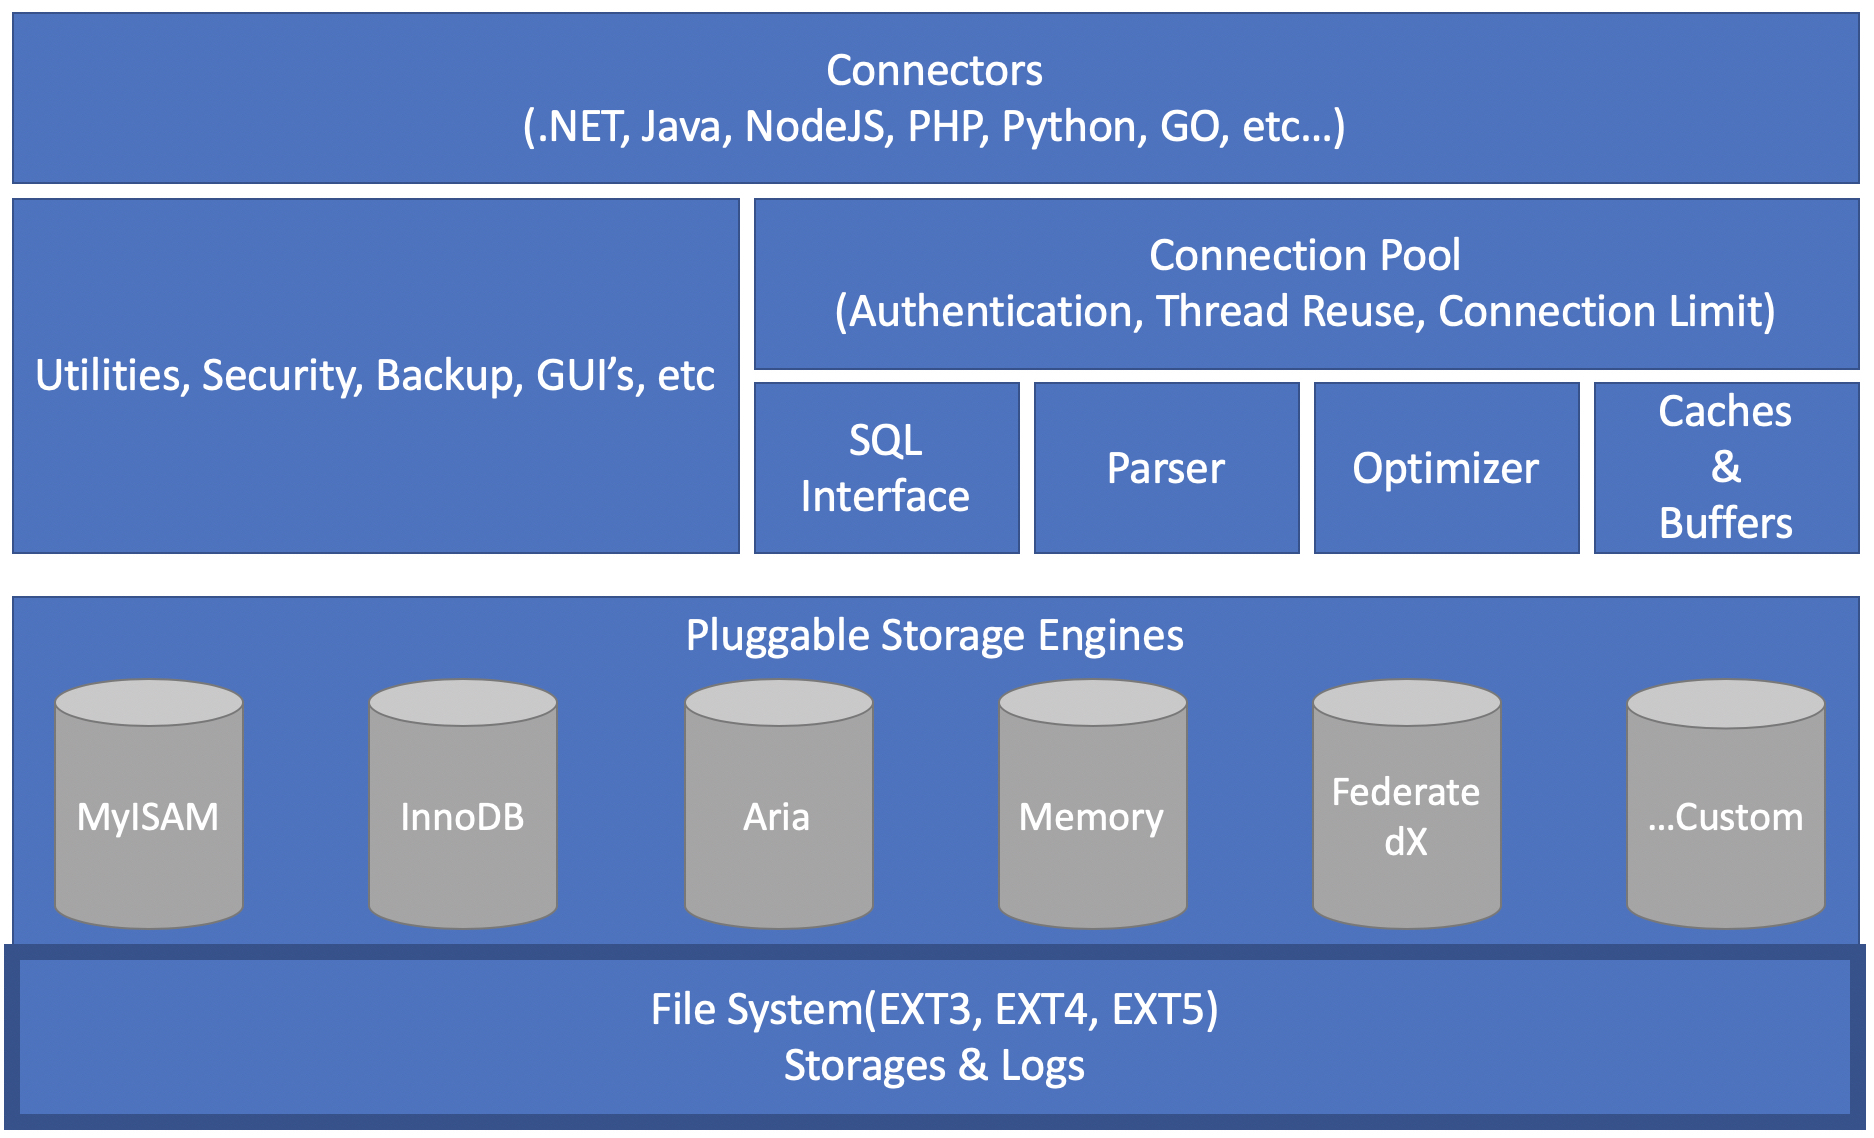 Connectors
(.NET, Java, NodeJS, PHP, Python, GO, etc...)
Utilities, Security, Backup, GUI’s, etc
Connection Pool
(Authentication, Thread Reuse, Connection Limit)
SQL
Interface
Parser
Optimizer
Caches
&
Buffers
Pluggable Storage Engines
MyISAM
InnoDB
Aria
Memory
Federate
dX
...Custom
File System(EXT3, EXT4, EXT5)
Storages & Logs